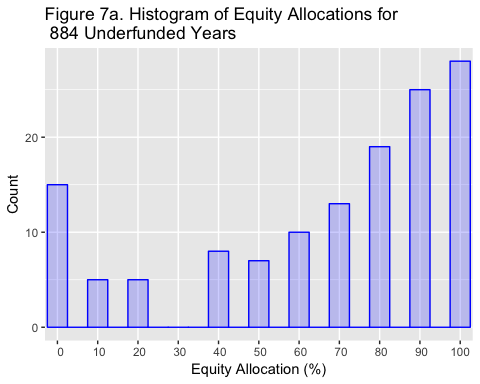 Figure 7a. Histogram of Equity Allocations for
884 Underfunded Years
Count
20
10
0
0 10 20 30 40 50 60 70 80 90 100
Equity Allocation (%)